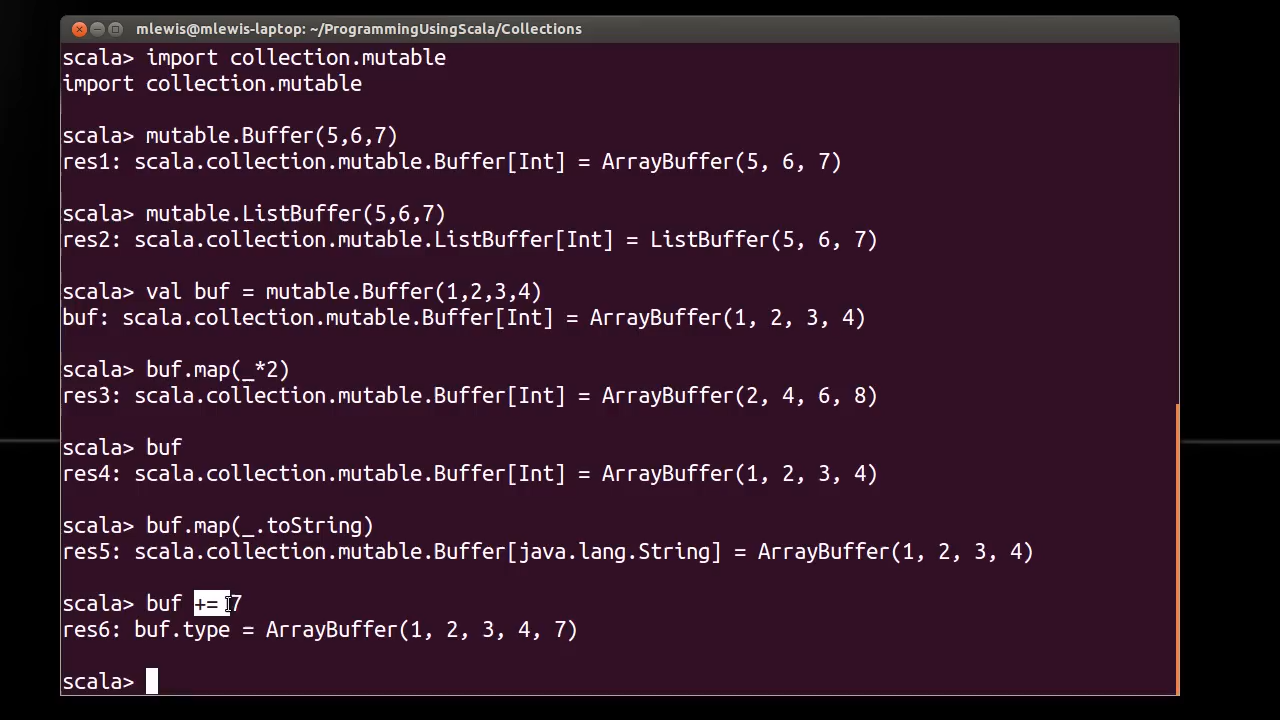 mlewis@mlewis-laptop: ~/ProgrammingUsingScala/Collections
scala> import collection.mutable
import collection.mutable
scala> mutable.Buffer(5,6,7)
res1: scala.collection.mutable.Buffer[Int] = ArrayBuffer(5, 6, 7)
scala> mutable.ListBuffer(5,6,7)
res2: scala.collection.mutable.ListBuffer[Int] = ListBuffer(5, 6, 7)
scala> val buf = mutable.Buffer(1,2,3,4)
buf: scala.collection.mutable.Buffer[Int] = ArrayBuffer(1, 2, 3, 4)
scala> buf.map(_*2)
res3: scala.collection.mutable.Buffer[Int] = ArrayBuffer(2, 4, 6, 8)
scala> buf
res4: scala.collection.mutable.Buffer[Int] = ArrayBuffer(1, 2, 3, 4)
scala> buf.map(_.toString)
res5: scala.collection.mutable.Buffer[java.lang.String] = ArrayBuffer(1, 2, 3, 4)
scala> buf += 7
res6: buf.type = ArrayBuffer(1, 2, 3, 4, 7)
scala>